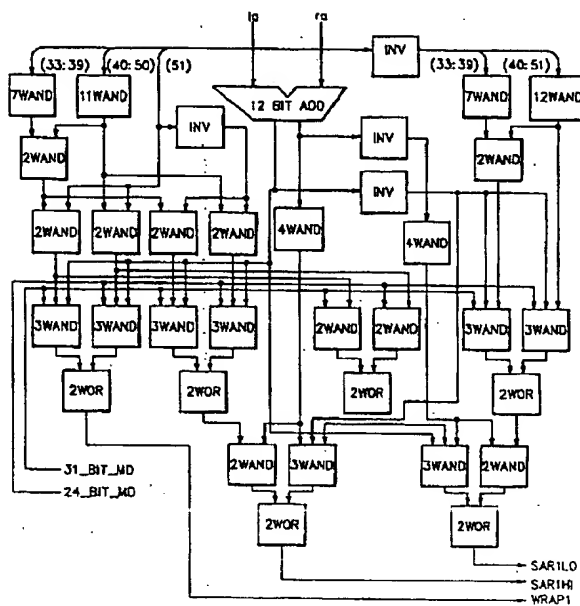 la ra
INV
(33:39) (40:50) (51) (33:39) (40:51)
7WAND 11WAND 7WAND 12WAND
12 BIT ADD
INV INV
2WAND 2WAND
INV
2WAND 2WAND 2WAND 2WAND 4WAND 4WAND
3WAND 3WAND 3WAND 3WAND 2WAND 2WAND 3WAND 3WAND
2WOR 2WOR 2WOR 2WOR
2WAND 3WAND 3WAND 2WAND
31_BIT_MD
24_BIT_MD
2WOR 2WOR
SAR1LO
SAR1HI
WRAP1